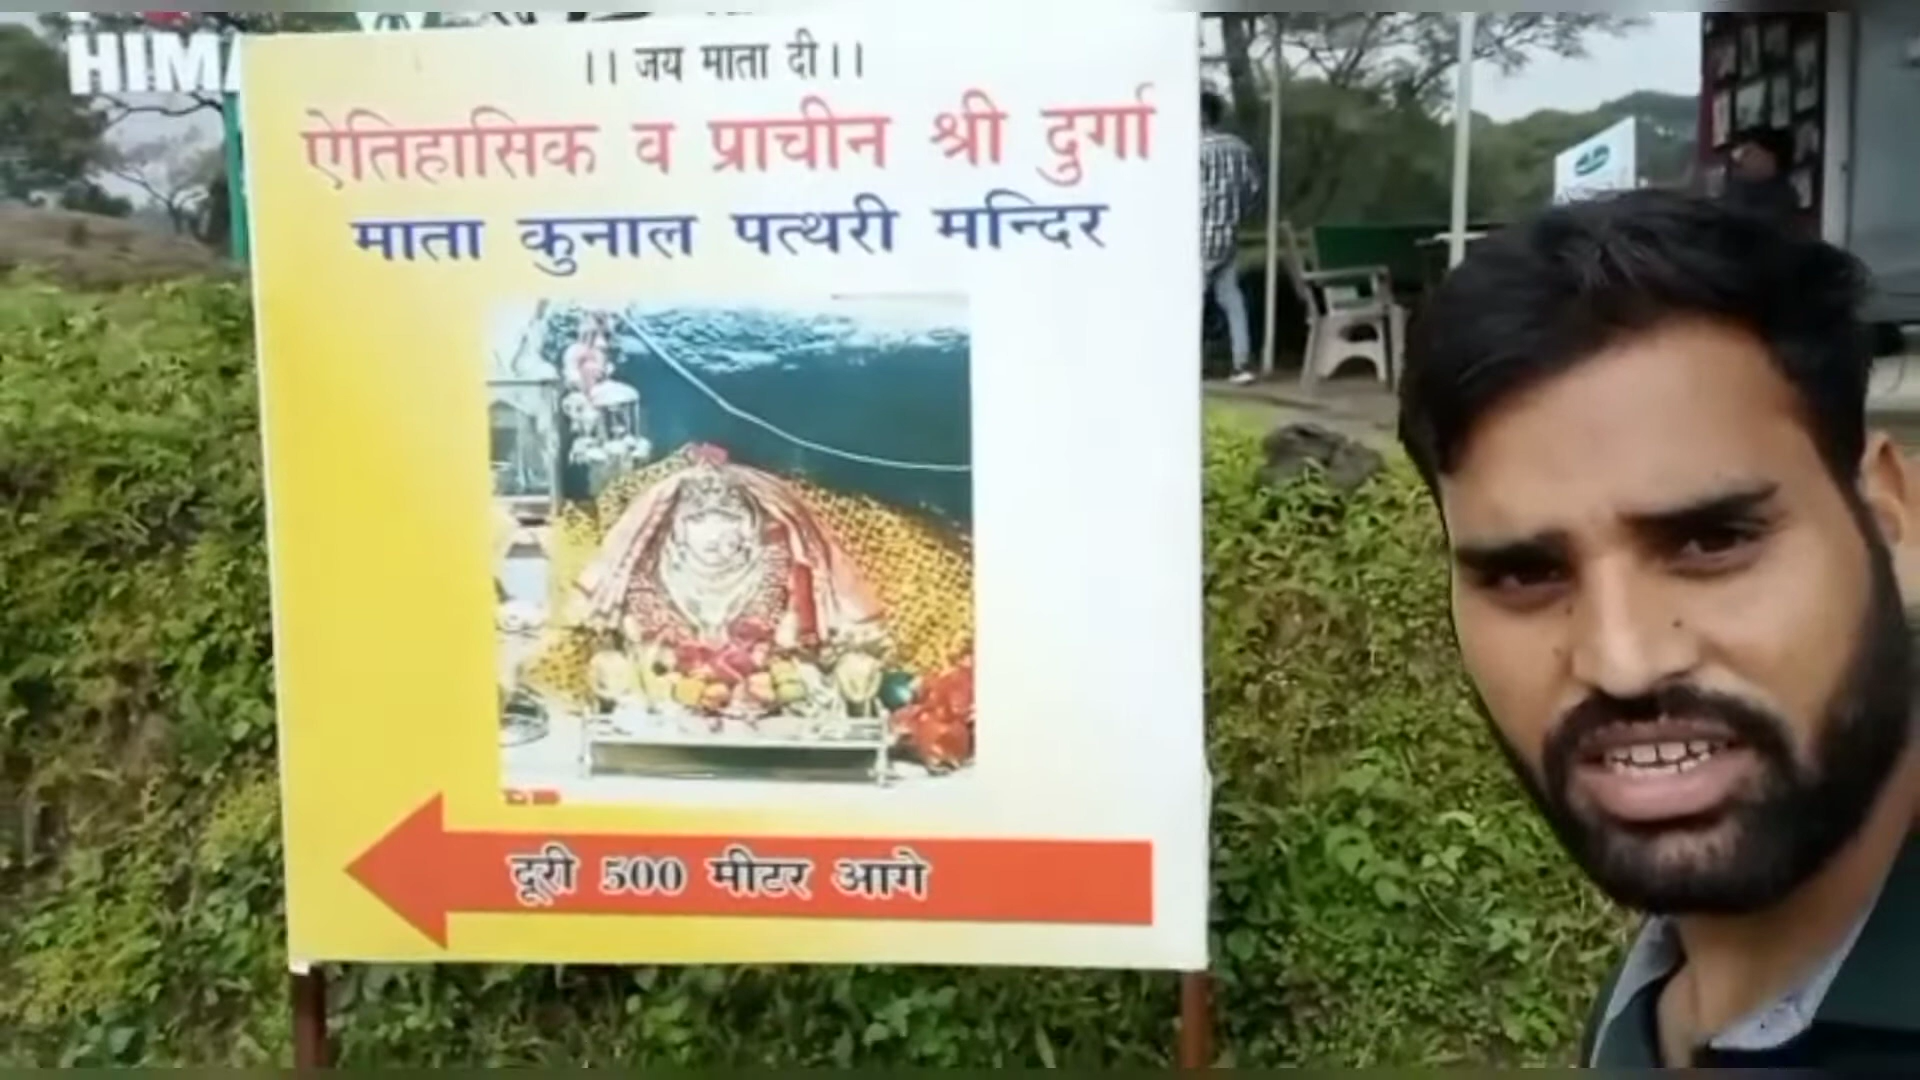 HIMA
।। जय माता दी ।।
ऐतिहासिक व प्राचीन श्री दुर्गा
माता कुनाल पत्थरी मन्दिर
दूरी 500 मीटर आगे